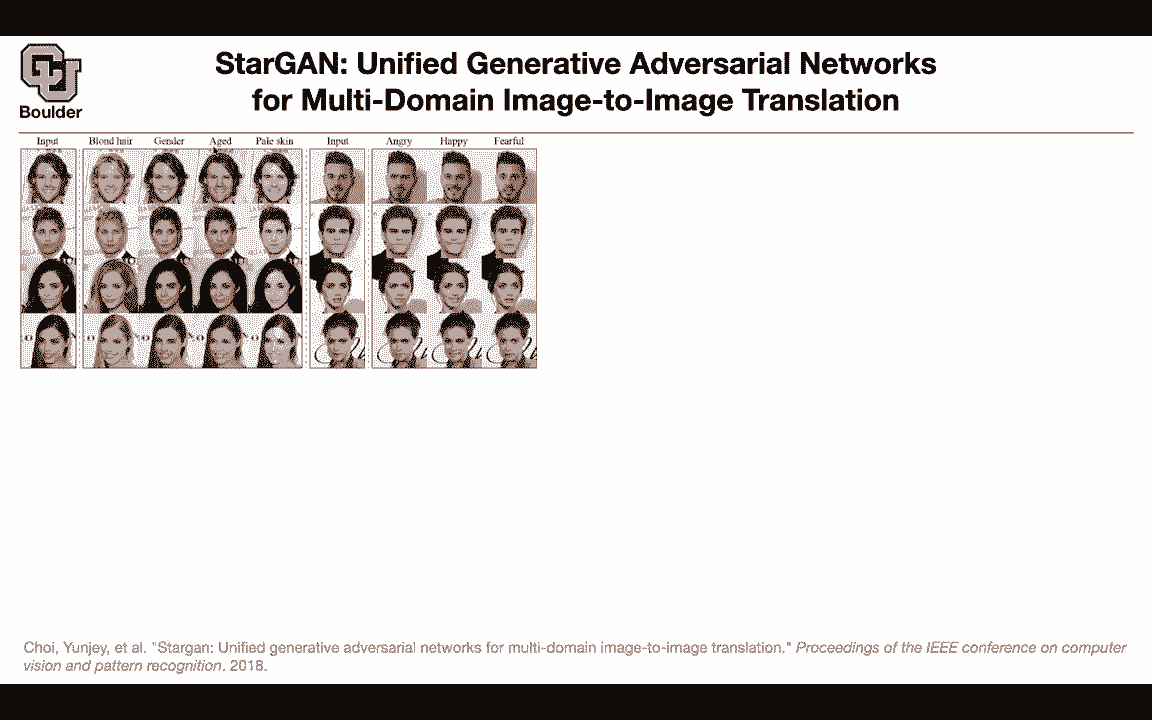 StarGAN: Unified Generative Adversarial Networks
for Multi-Domain Image-to-Image Translation
CU
Boulder
Input Blond hair Gender Aged Pale skin Input Angry Happy Fearful
Choi, Yunjey, et al. "Stargan: Unified generative adversarial networks for multi-domain image-to-image translation." Proceedings of the IEEE conference on computer
vision and pattern recognition. 2018.